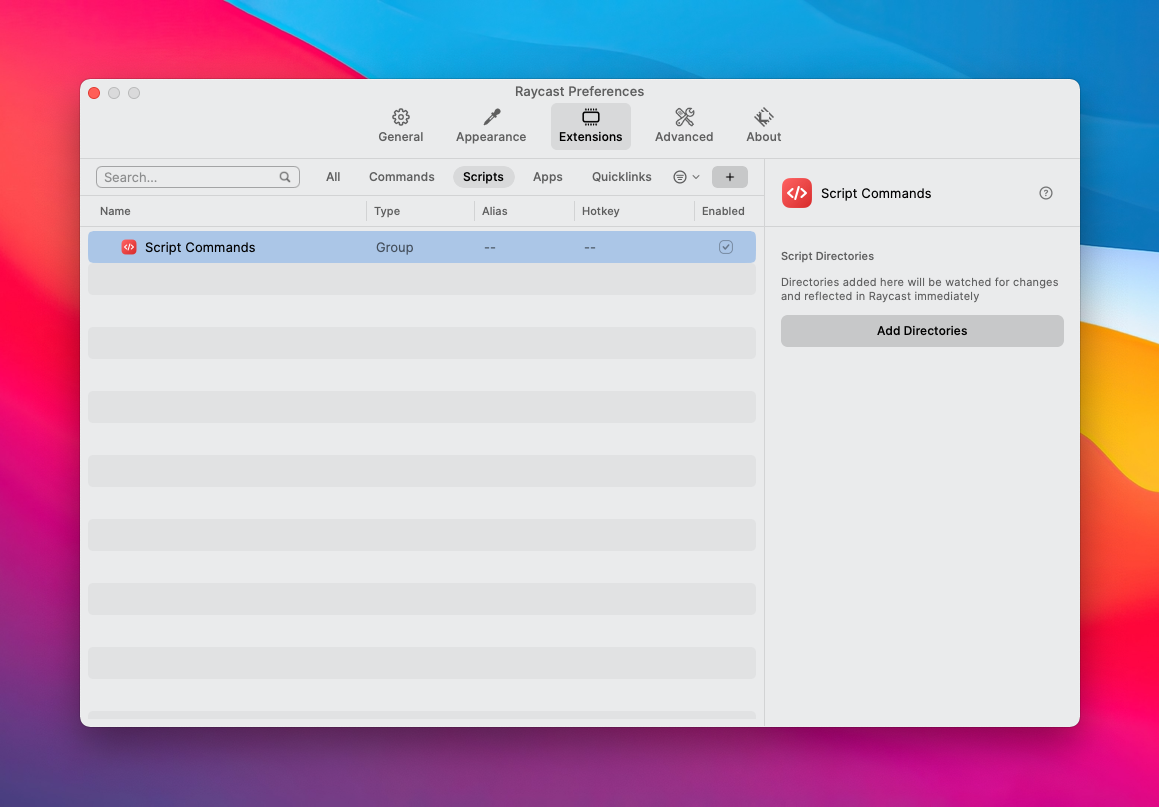 Raycast Preferences
General Appearance Extensions Advanced About
Search... All Commands Scripts Apps Quicklinks +
Name Type Alias Hotkey Enabled
Script Commands Group -- --
Script Commands
Script Directories
Directories added here will be watched for changes
and reflected in Raycast immediately
Add Directories